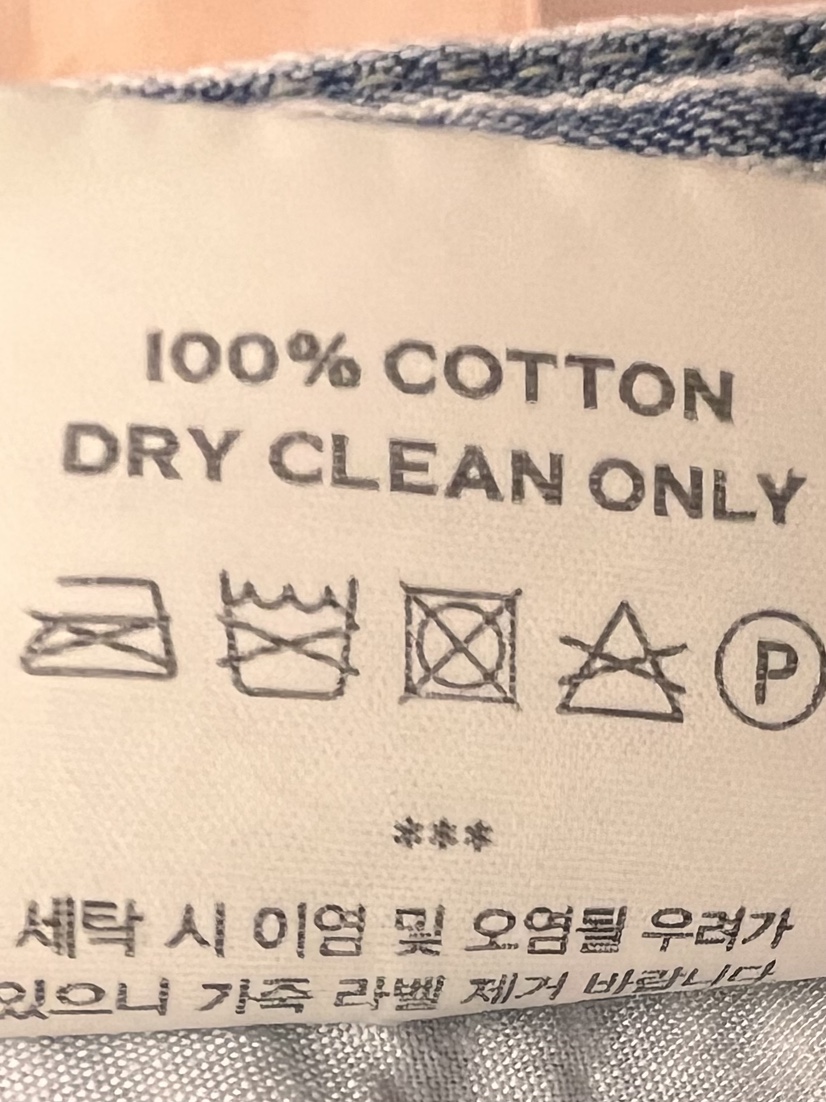 100% COTTON
DRY CLEAN ONLY
P
***
세탁 시 이염 및 오염될 우려가
있으니 가죽 라벨 제거 바랍니다